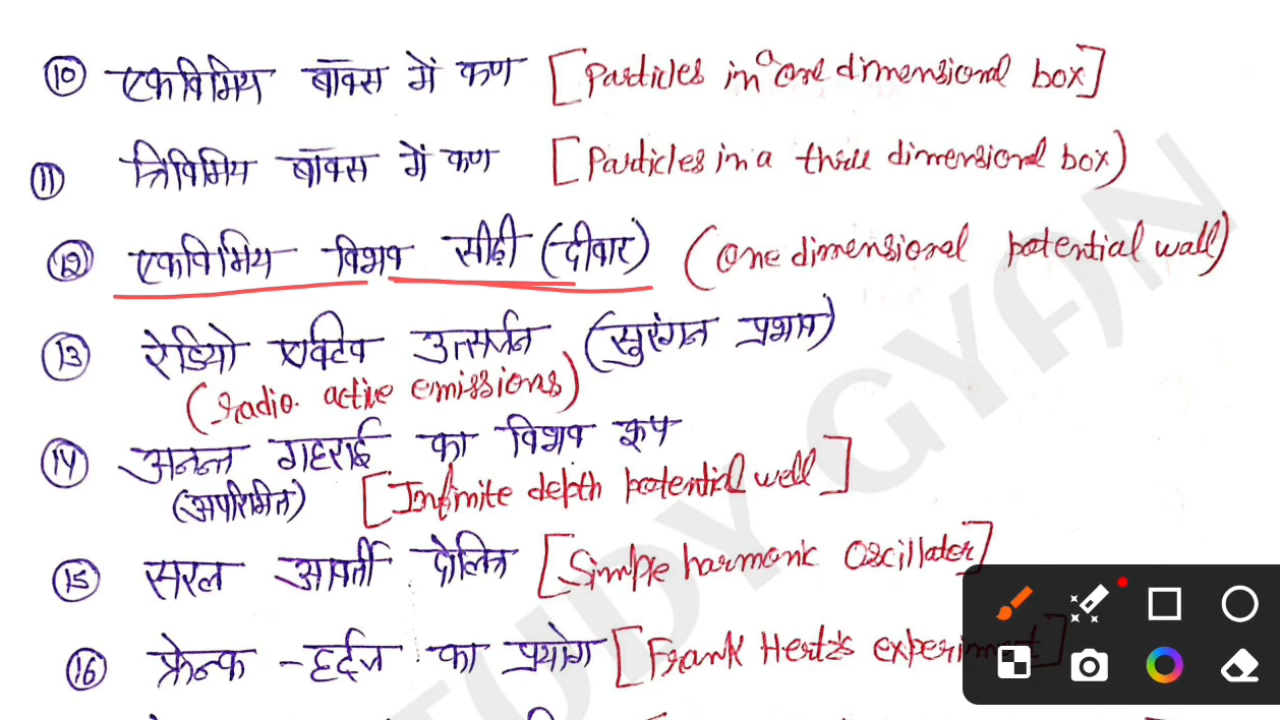 ⑩ एकविमिय बॉक्स में कण [Particles in a one dimensional box]
⑪ त्रिविमिय बॉक्स में कण [Particles in a three dimensional box)
⑫ एकविमिय विभव सीढ़ी (दीवार) (One dimensional potential wall)
⑬ रेडियो एक्टिव उत्सर्जन (सुरंगन प्रभाव)
(radio. active emissions)
⑭ अनन्त गहराई का विभव कूप
(अपरिमित) [Infinite depth potential well]
⑮ सरल आवर्ती दोलित्र [Simple harmonic Oscillator]
⑯ फ्रेन्क - हर्ट्ज का प्रयोग [Frank Hertz's experiment]
STUDY GYAN